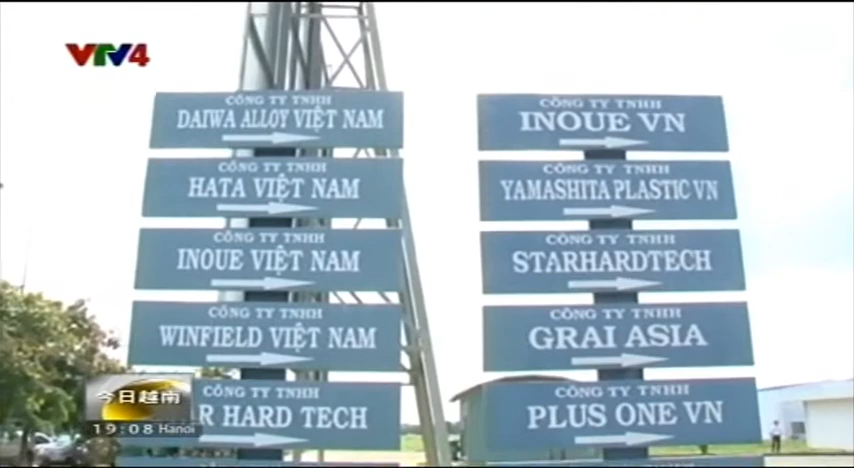 VTV4
CÔNG TY TNHH
DAIWA ALLOY VIỆT NAM
CÔNG TY TNHH
HATA VIỆT NAM
CÔNG TY TNHH
INOUE VIỆT NAM
CÔNG TY TNHH
WINFIELD VIỆT NAM
CÔNG TY TNHH
R HARD TECH
CÔNG TY TNHH
INOUE VN
CÔNG TY TNHH
YAMASHITA PLASTIC VN
CÔNG TY TNHH
STARHARDTECH
CÔNG TY TNHH
GRAI ASIA
CÔNG TY TNHH
PLUS ONE VN
今日越南
19:08 Hanoi